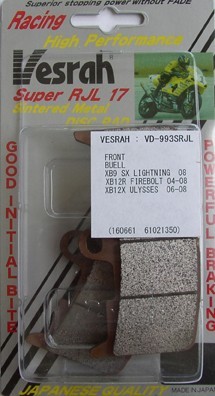 Superior stopping power without FADE
Racing
High Performance
Vesrah
Super RJL 17
Sintered Metal
DISC PAD
VESRAH : VD-993SRJL
FRONT
BUELL
XB9 SX LIGHTNING 08
XB12R FIREBOLT 04-08
XB12X ULYSSES 06-08
(160661 61021350)
GOOD INITIAL BITE
JAPANESE QUALITY
MADE IN JAPAN